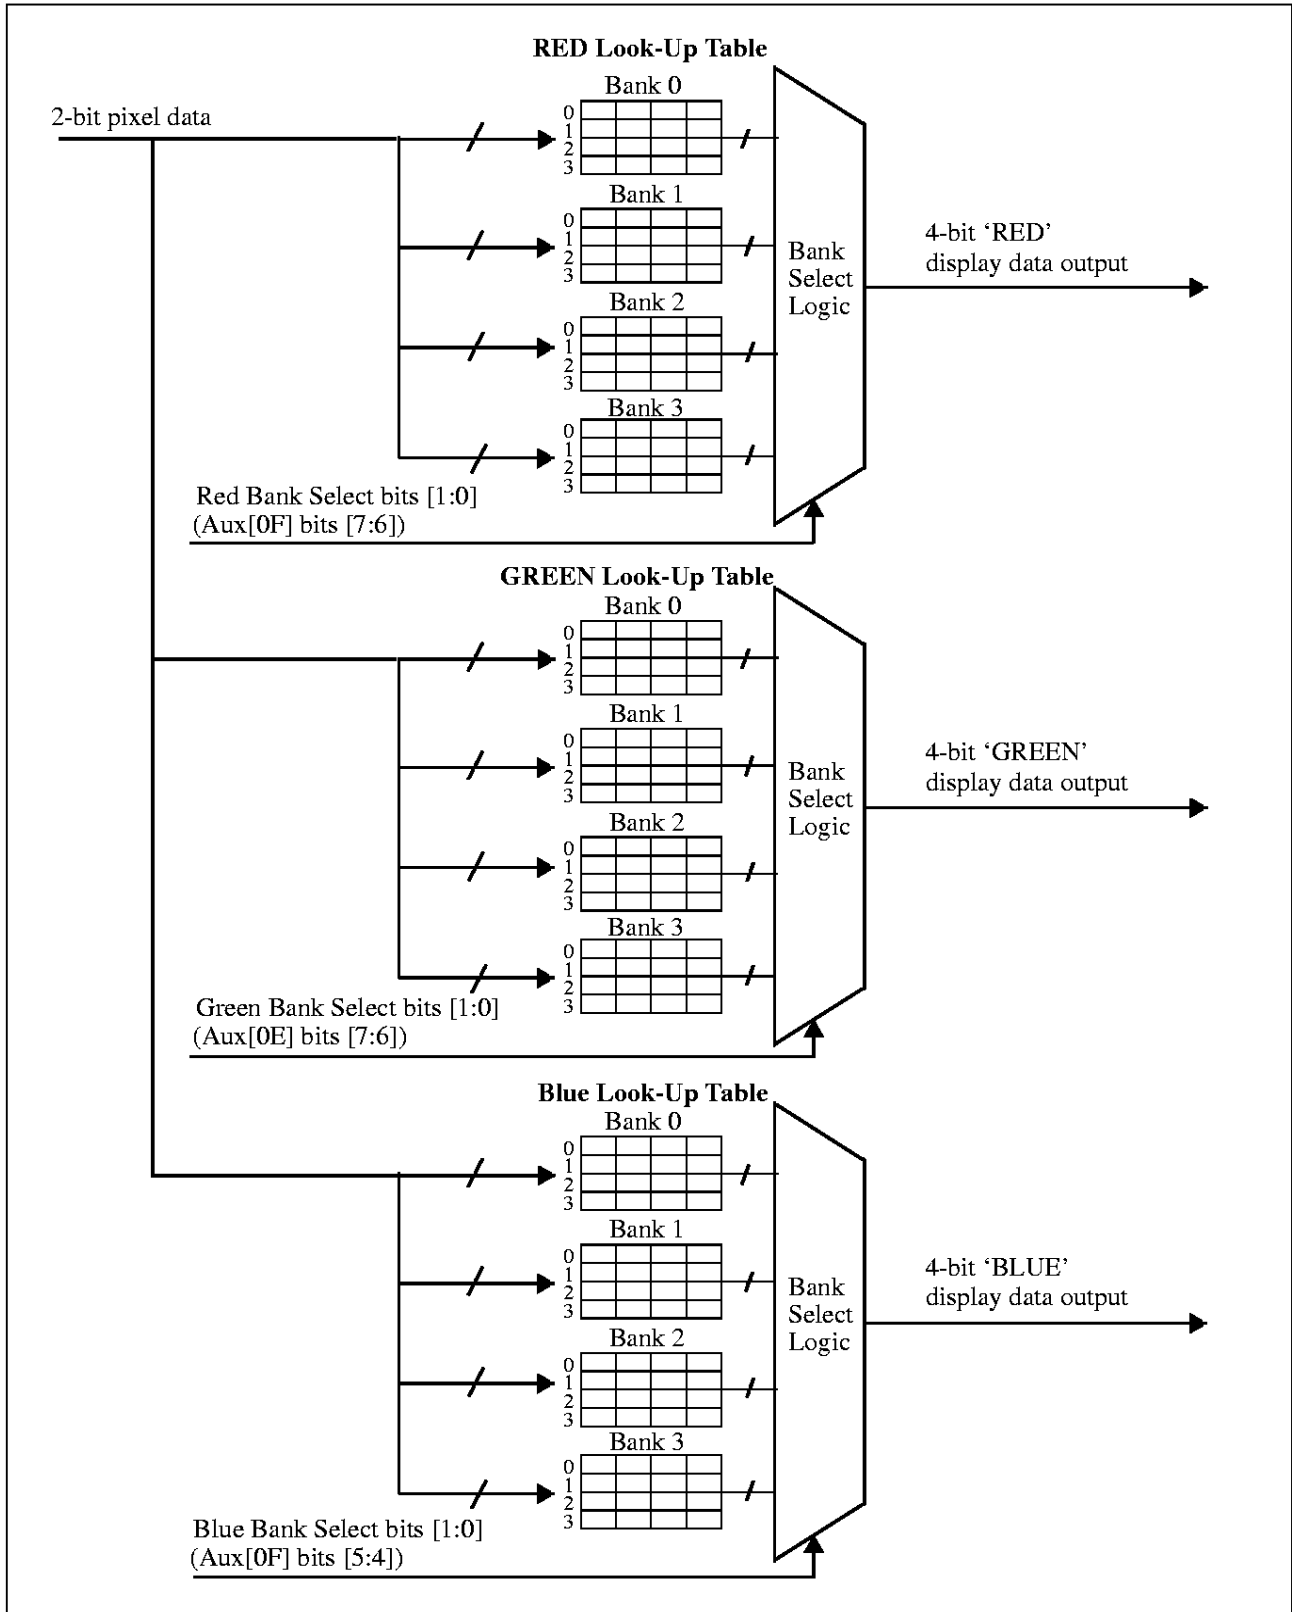 RED Look-Up Table
Bank 0
2-bit pixel data
0
1
2
3
Bank 1
0
1
2
3
Bank 2
0
1
2
3
Bank 3
0
1
2
3
Bank
Select
Logic
4-bit ‘RED’
display data output
Red Bank Select bits [1:0]
(Aux[0F] bits [7:6])
GREEN Look-Up Table
Bank 0
0
1
2
3
Bank 1
0
1
2
3
Bank 2
0
1
2
3
Bank 3
0
1
2
3
Bank
Select
Logic
4-bit ‘GREEN’
display data output
Green Bank Select bits [1:0]
(Aux[0E] bits [7:6])
Blue Look-Up Table
Bank 0
0
1
2
3
Bank 1
0
1
2
3
Bank 2
0
1
2
3
Bank 3
0
1
2
3
Bank
Select
Logic
4-bit ‘BLUE’
display data output
Blue Bank Select bits [1:0]
(Aux[0F] bits [5:4])